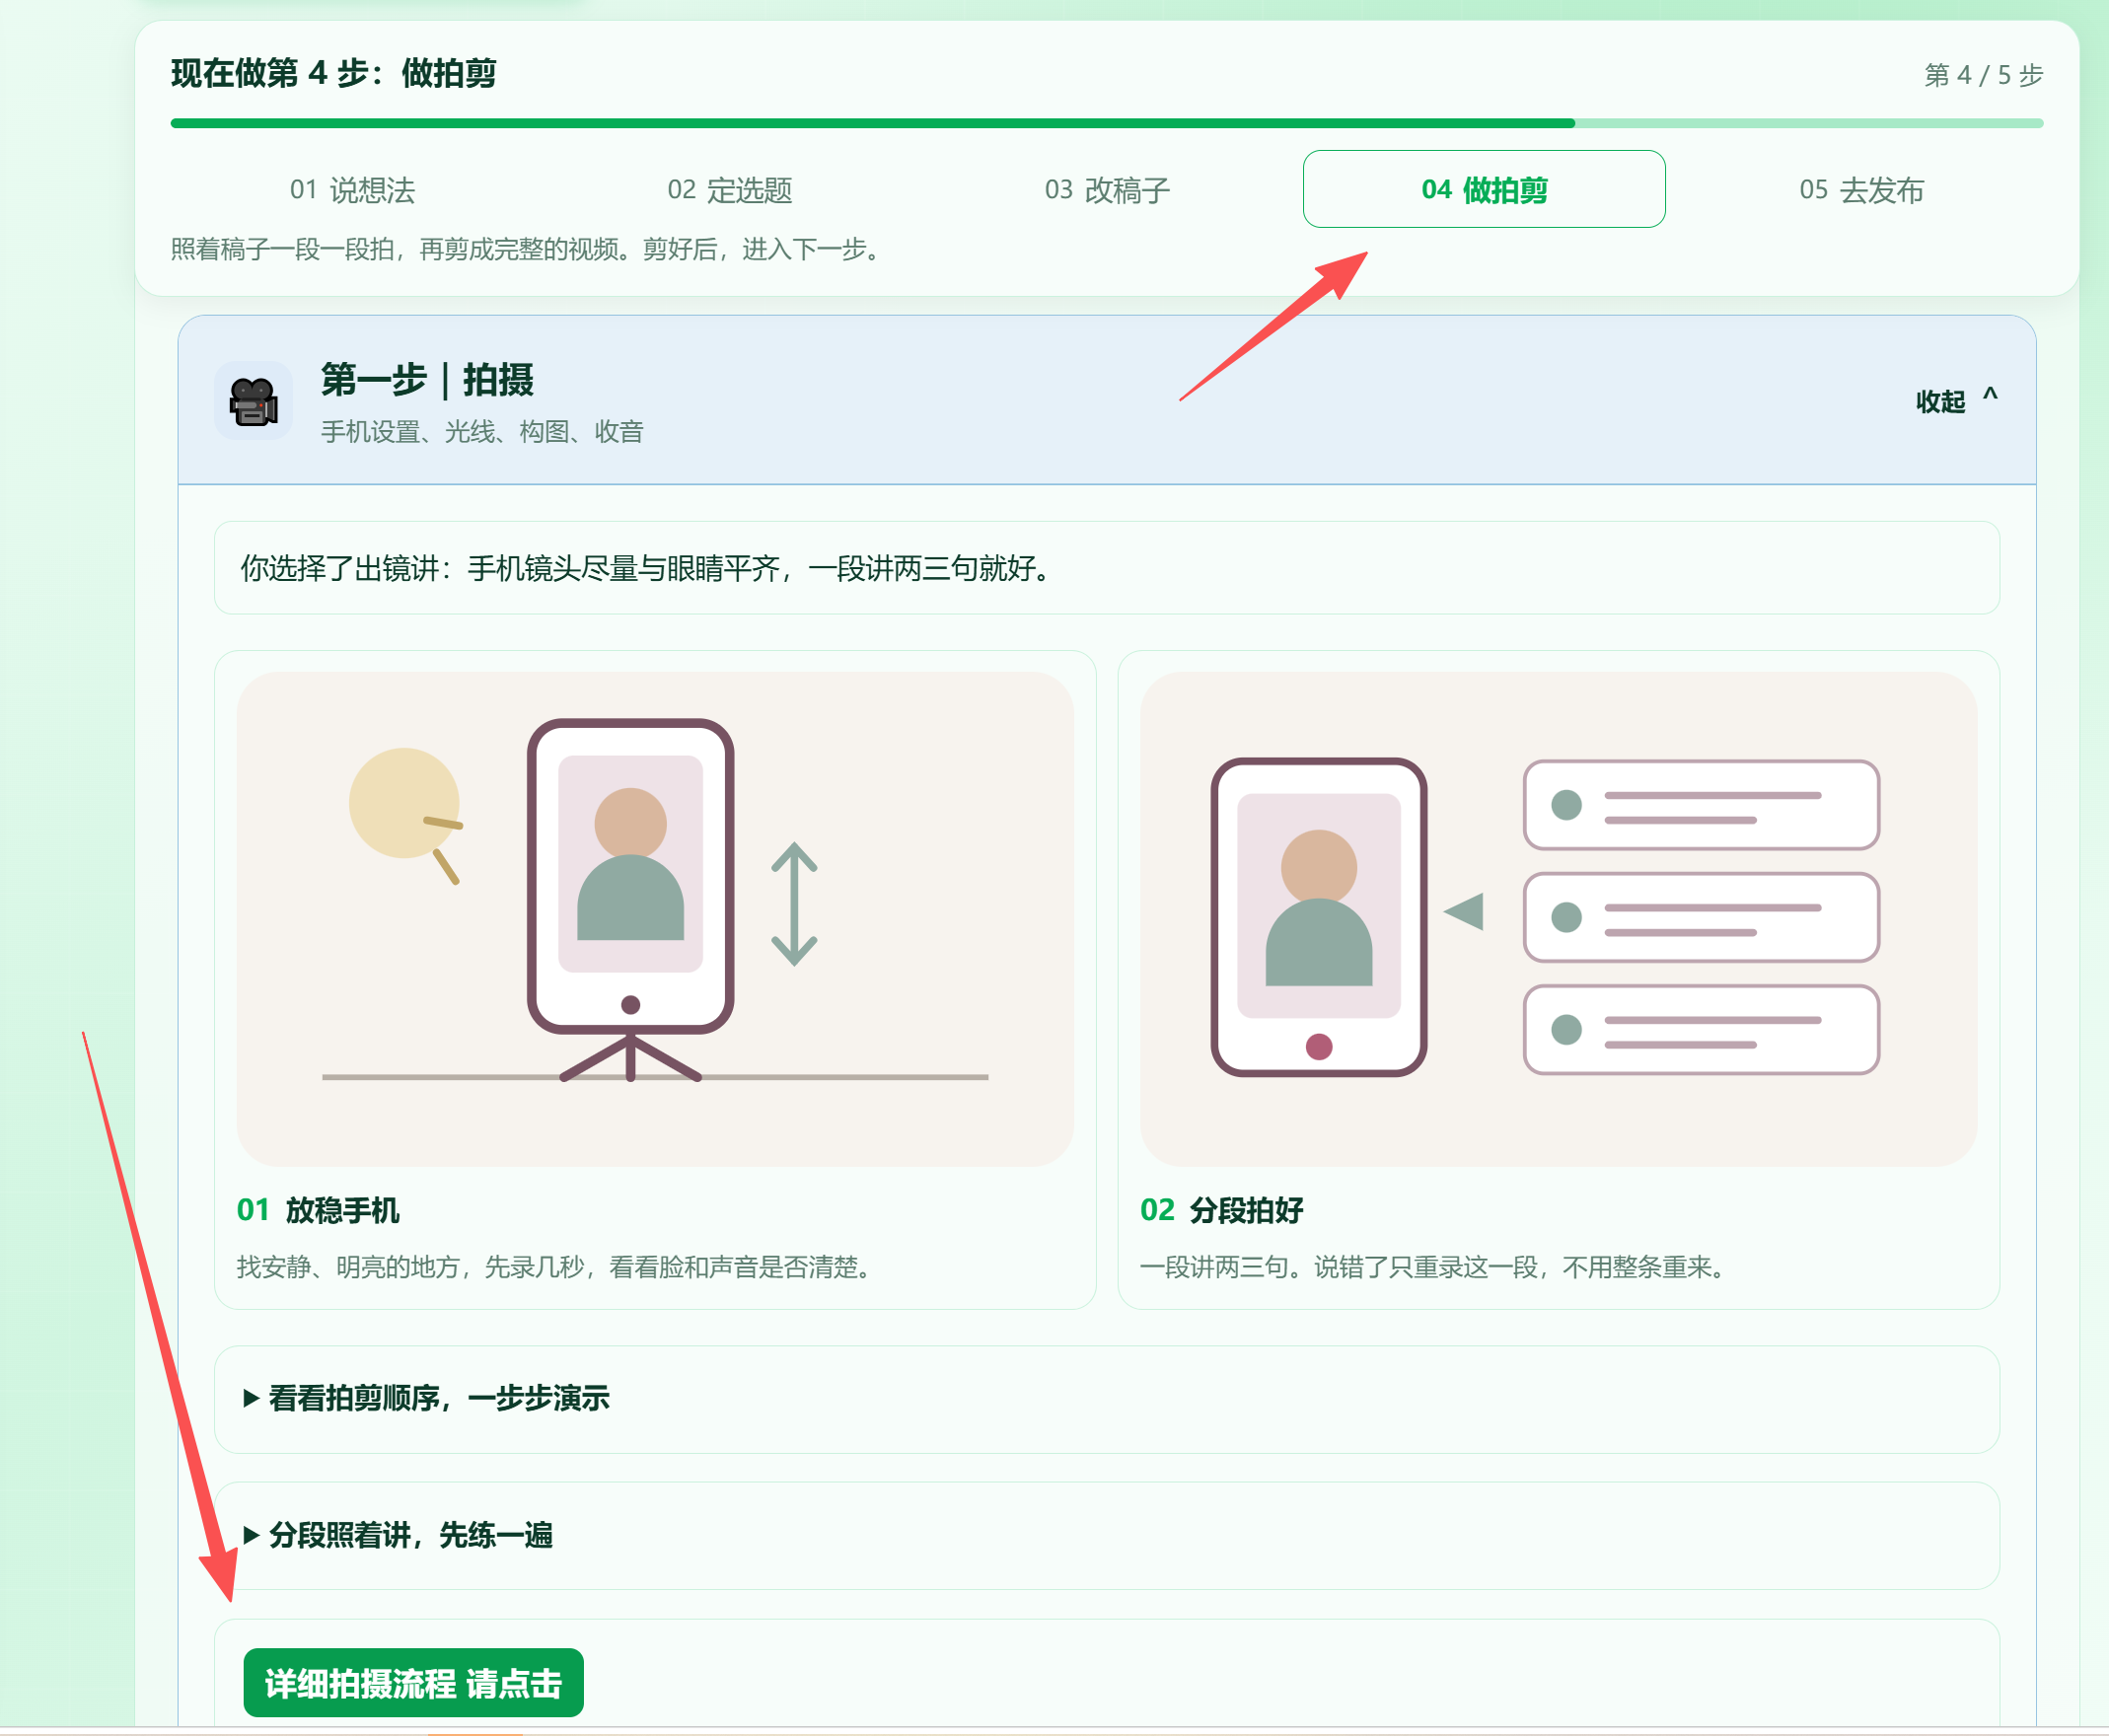 现在做第 4 步：做拍剪
第 4 / 5 步
01 说想法
02 定选题
03 改稿子
04 做拍剪
05 去发布
照着稿子一段一段拍，再剪成完整的视频。剪好后，进入下一步。
第一步｜拍摄
手机设置、光线、构图、收音
收起 ^
你选择了出镜讲：手机镜头尽量与眼睛平齐，一段讲两三句就好。
01 放稳手机
找安静、明亮的地方，先录几秒，看看脸和声音是否清楚。
02 分段拍好
一段讲两三句。说错了只重录这一段，不用整条重来。
▶ 看看拍剪顺序，一步步演示
▶ 分段照着讲，先练一遍
详细拍摄流程 请点击